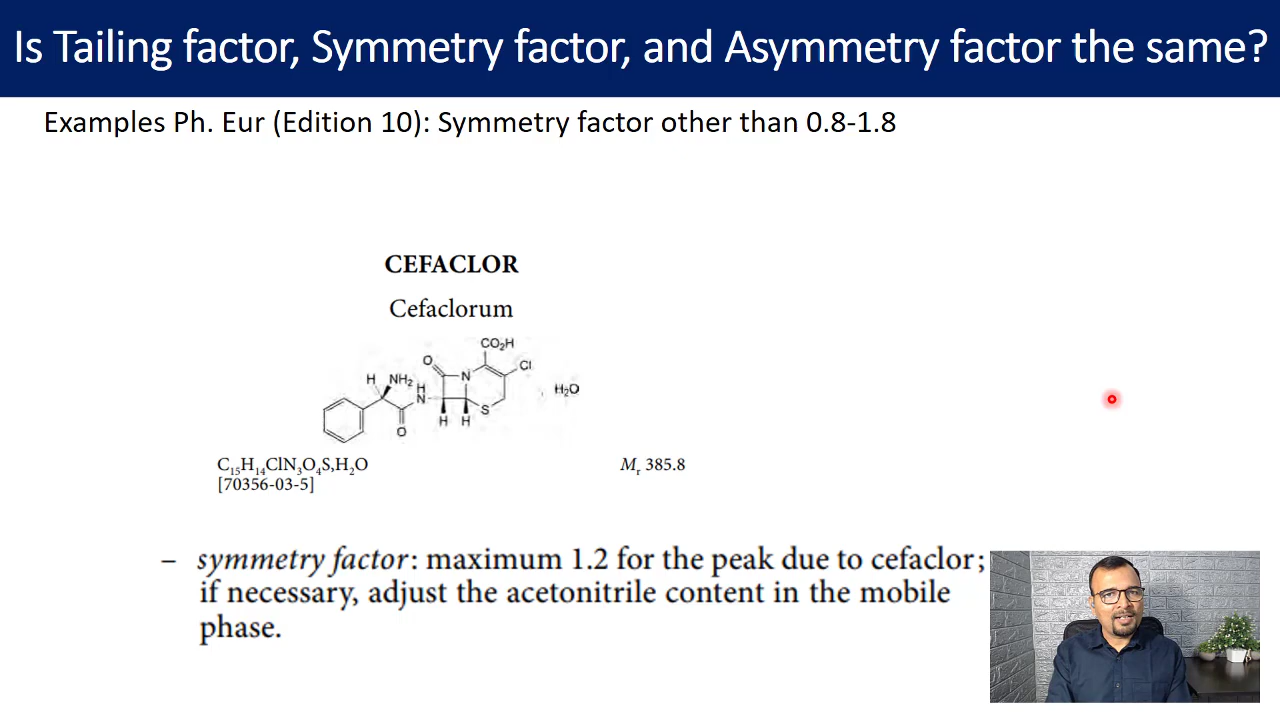 Is Tailing factor, Symmetry factor, and Asymmetry factor the same?
Examples Ph. Eur (Edition 10): Symmetry factor other than 0.8-1.8
CEFACLOR
Cefaclorum
CO₂H
O
Cl
N
H NH₂
H
N
, H₂O
S
O
H H
C₁₅H₁₄ClN₃O₄S,H₂O
Mᵣ 385.8
[70356-03-5]
– symmetry factor: maximum 1.2 for the peak due to cefaclor;
if necessary, adjust the acetonitrile content in the mobile
phase.